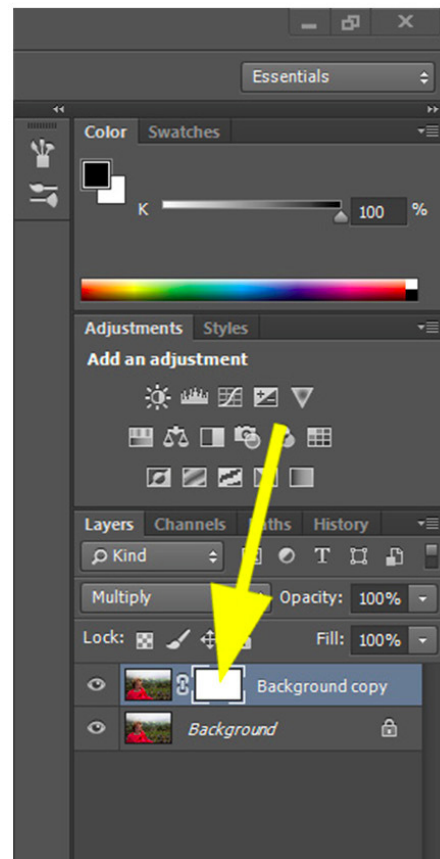 Essentials
Color Swatches
K 100 %
Adjustments Styles
Add an adjustment
Layers Channels Paths History
Kind T
Multiply Opacity: 100%
Lock: Fill: 100%
Background copy
Background